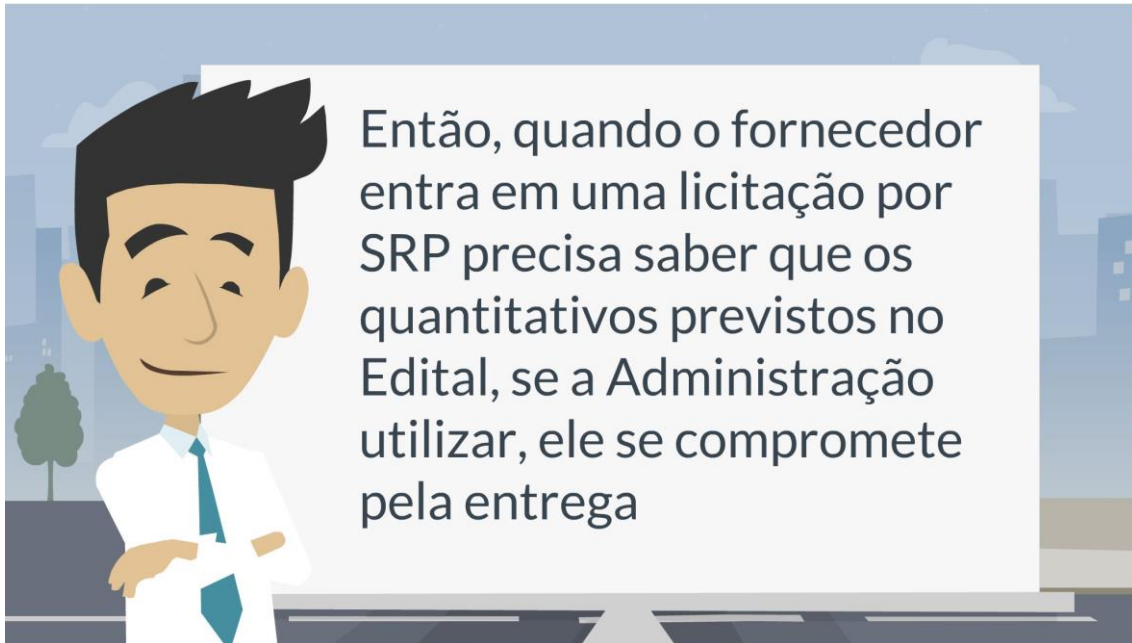 Então, quando o fornecedor
entra em uma licitação por
SRP precisa saber que os
quantitativos previstos no
Edital, se a Administração
utilizar, ele se compromete
pela entrega